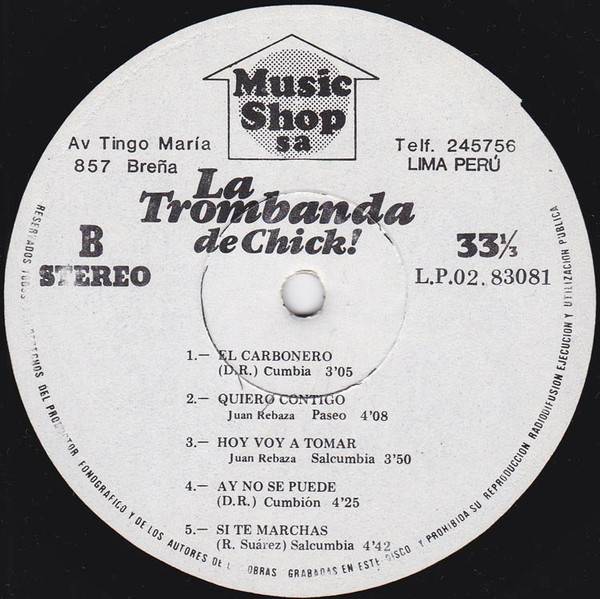 Music
Shop
sa
Av Tingo María
857 Breña
Telf. 245756
LIMA PERÚ
La
Trombanda
de Chick!
B
STEREO
33⅓
L.P.02. 83081
1.— EL CARBONERO
(D.R.) Cumbia 3'05
2.— QUIERO CONTIGO
Juan Rebaza Paseo 4'08
3.— HOY VOY A TOMAR
Juan Rebaza Salcumbia 3'50
4.— AY NO SE PUEDE
(D.R.) Cumbión 4'25
5.— SI TE MARCHAS
(R. Suárez) Salcumbia 4'42
RESERVADOS TODOS DERECHOS DEL PRODUCTOR FONOGRAFICO Y DE LOS AUTORES DE OBRAS GRABADAS EN ESTE DISCO Y PROHIBIDA SU REPRODUCCION RADIODIFUSION EJECUCION Y UTILIZACION PUBLICA